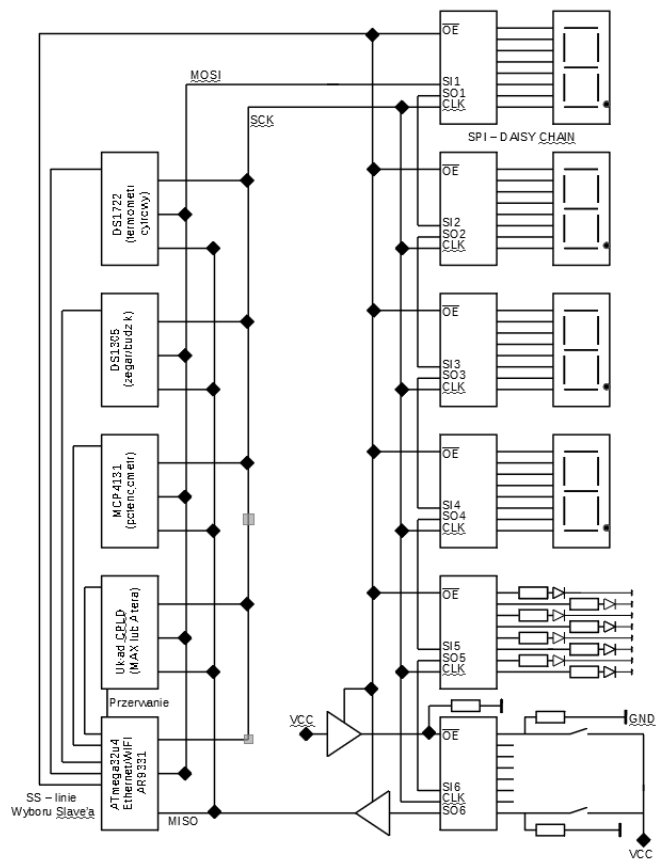 OE
MOSI
SI1
SO1
SCK
CLK
SPI – DAISY CHAIN
OE
DS1722
(termometr
cyfrowy)
SI2
SO2
CLK
OE
DS1305
(zegar/budzik)
SI3
SO3
CLK
OE
MCP4131
(potencjometr)
SI4
SO4
CLK
OE
Układ CPLD
(MAX lub Altera)
SI5
SO5
CLK
Przerwanie
VCC
GND
OE
ATmega32u4
Ethernet/WIFI
AR9331
SI6
CLK
SO6
SS – linie
Wyboru Slave'a
MISO
VCC